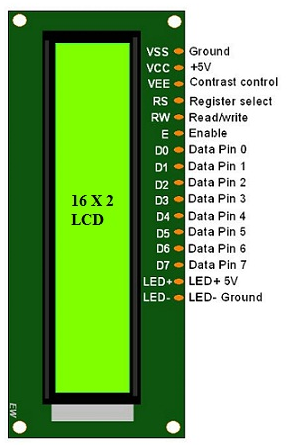 VSS Ground
VCC +5V
VEE Contrast control
RS Register select
RW Read/write
E Enable
D0 Data Pin 0
D1 Data Pin 1
D2 Data Pin 2
D3 Data Pin 3
D4 Data Pin 4
D5 Data Pin 5
D6 Data Pin 6
D7 Data Pin 7
LED+ LED+ 5V
LED- LED- Ground
16 X 2
LCD
EW